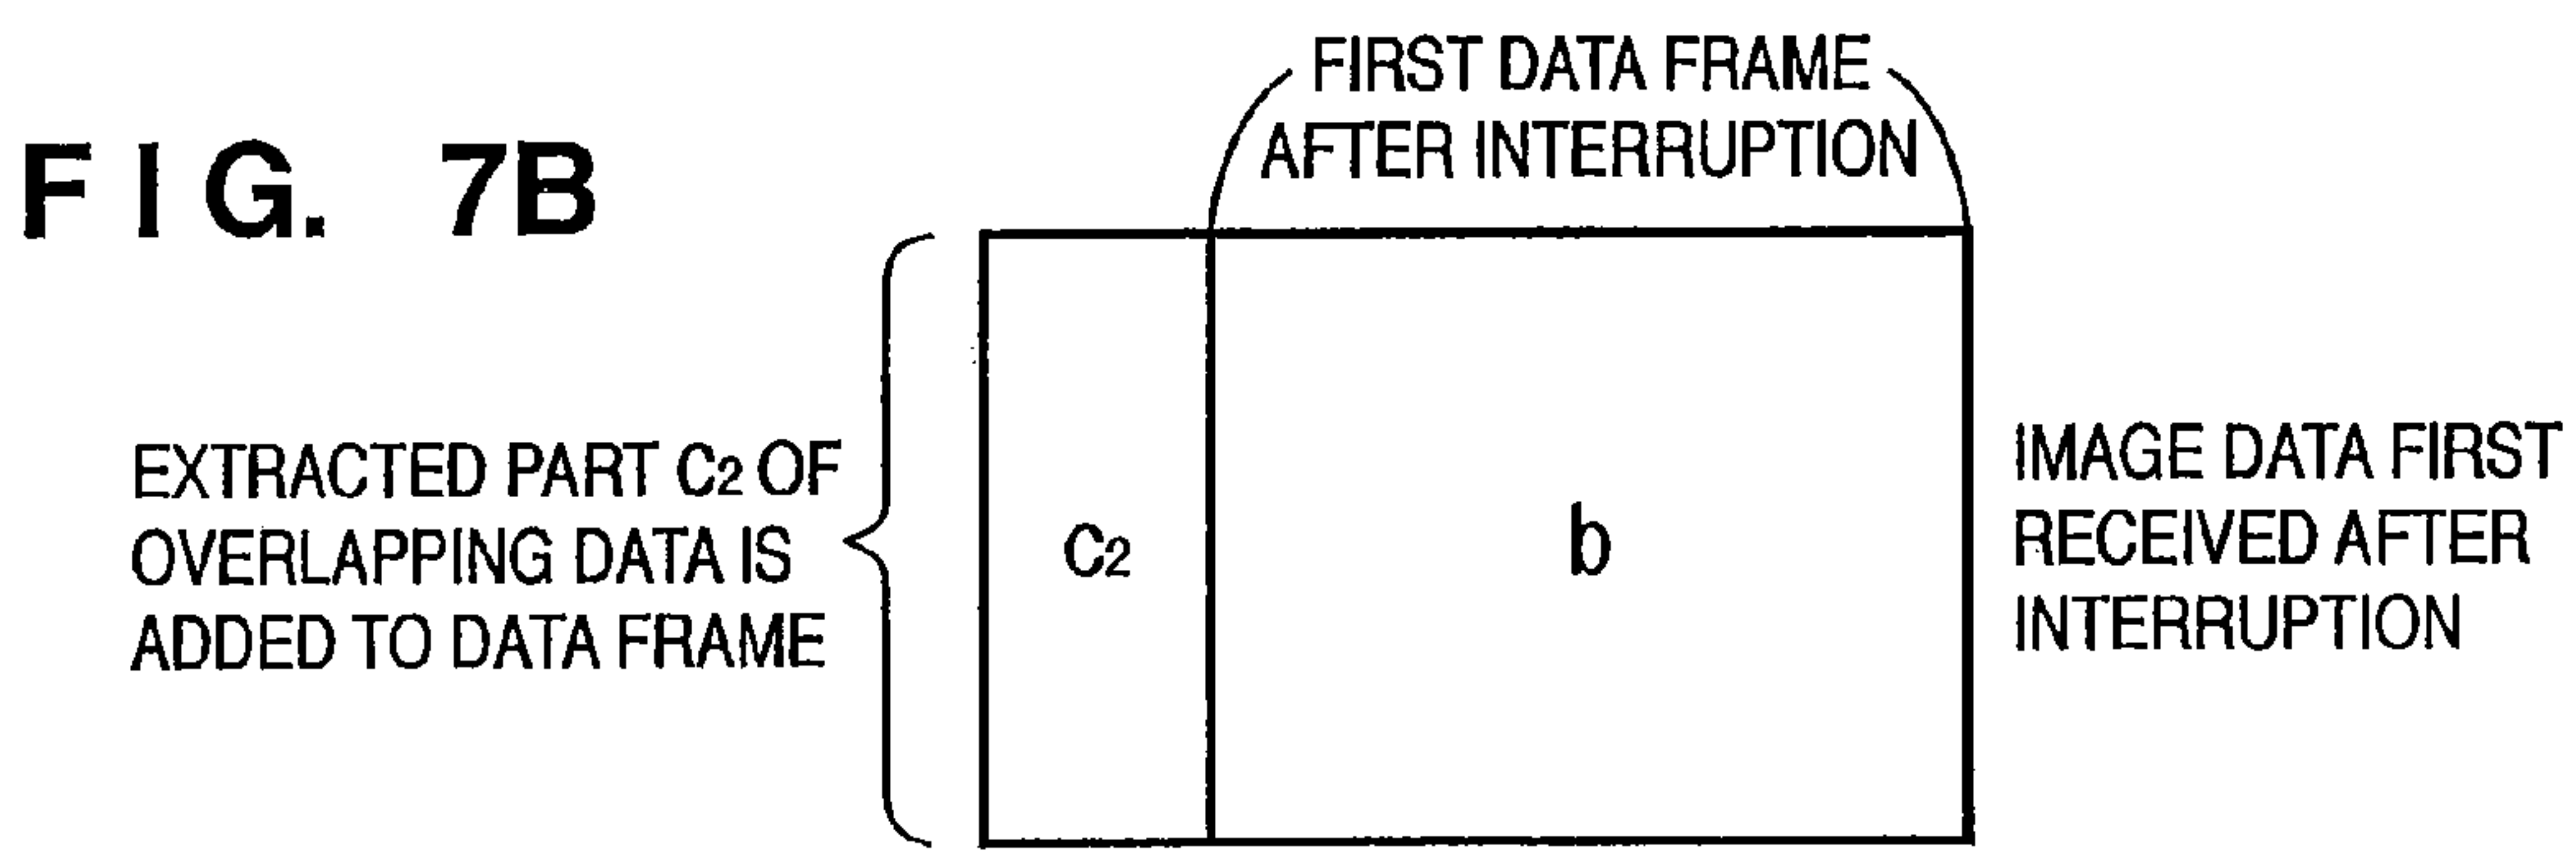 FIG. 7B
FIRST DATA FRAME
AFTER INTERRUPTION
EXTRACTED PART C2 OF
OVERLAPPING DATA IS
ADDED TO DATA FRAME
C2
b
IMAGE DATA FIRST
RECEIVED AFTER
INTERRUPTION